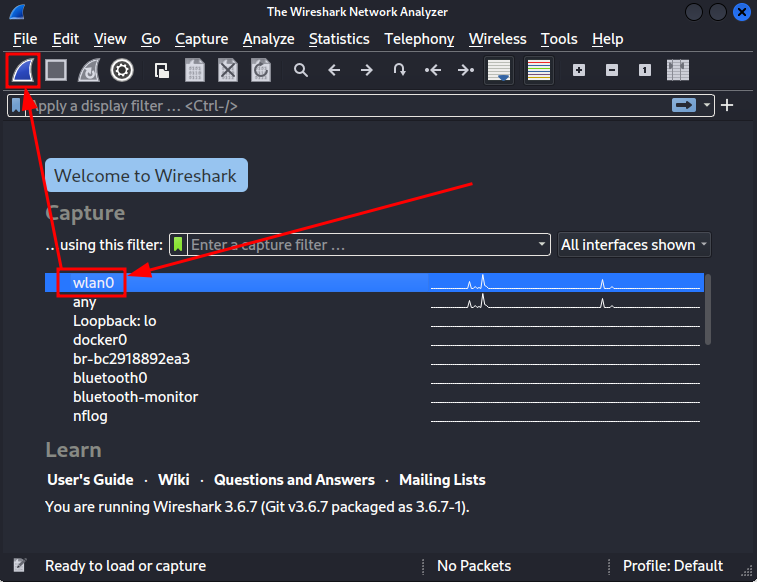 The Wireshark Network Analyzer
File Edit View Go Capture Analyze Statistics Telephony Wireless Tools Help
Apply a display filter … <Ctrl-/>
Welcome to Wireshark
Capture
…using this filter: Enter a capture filter … All interfaces shown
wlan0
any
Loopback: lo
docker0
br-bc2918892ea3
bluetooth0
bluetooth-monitor
nflog
Learn
User's Guide · Wiki · Questions and Answers · Mailing Lists
You are running Wireshark 3.6.7 (Git v3.6.7 packaged as 3.6.7-1).
Ready to load or capture No Packets Profile: Default